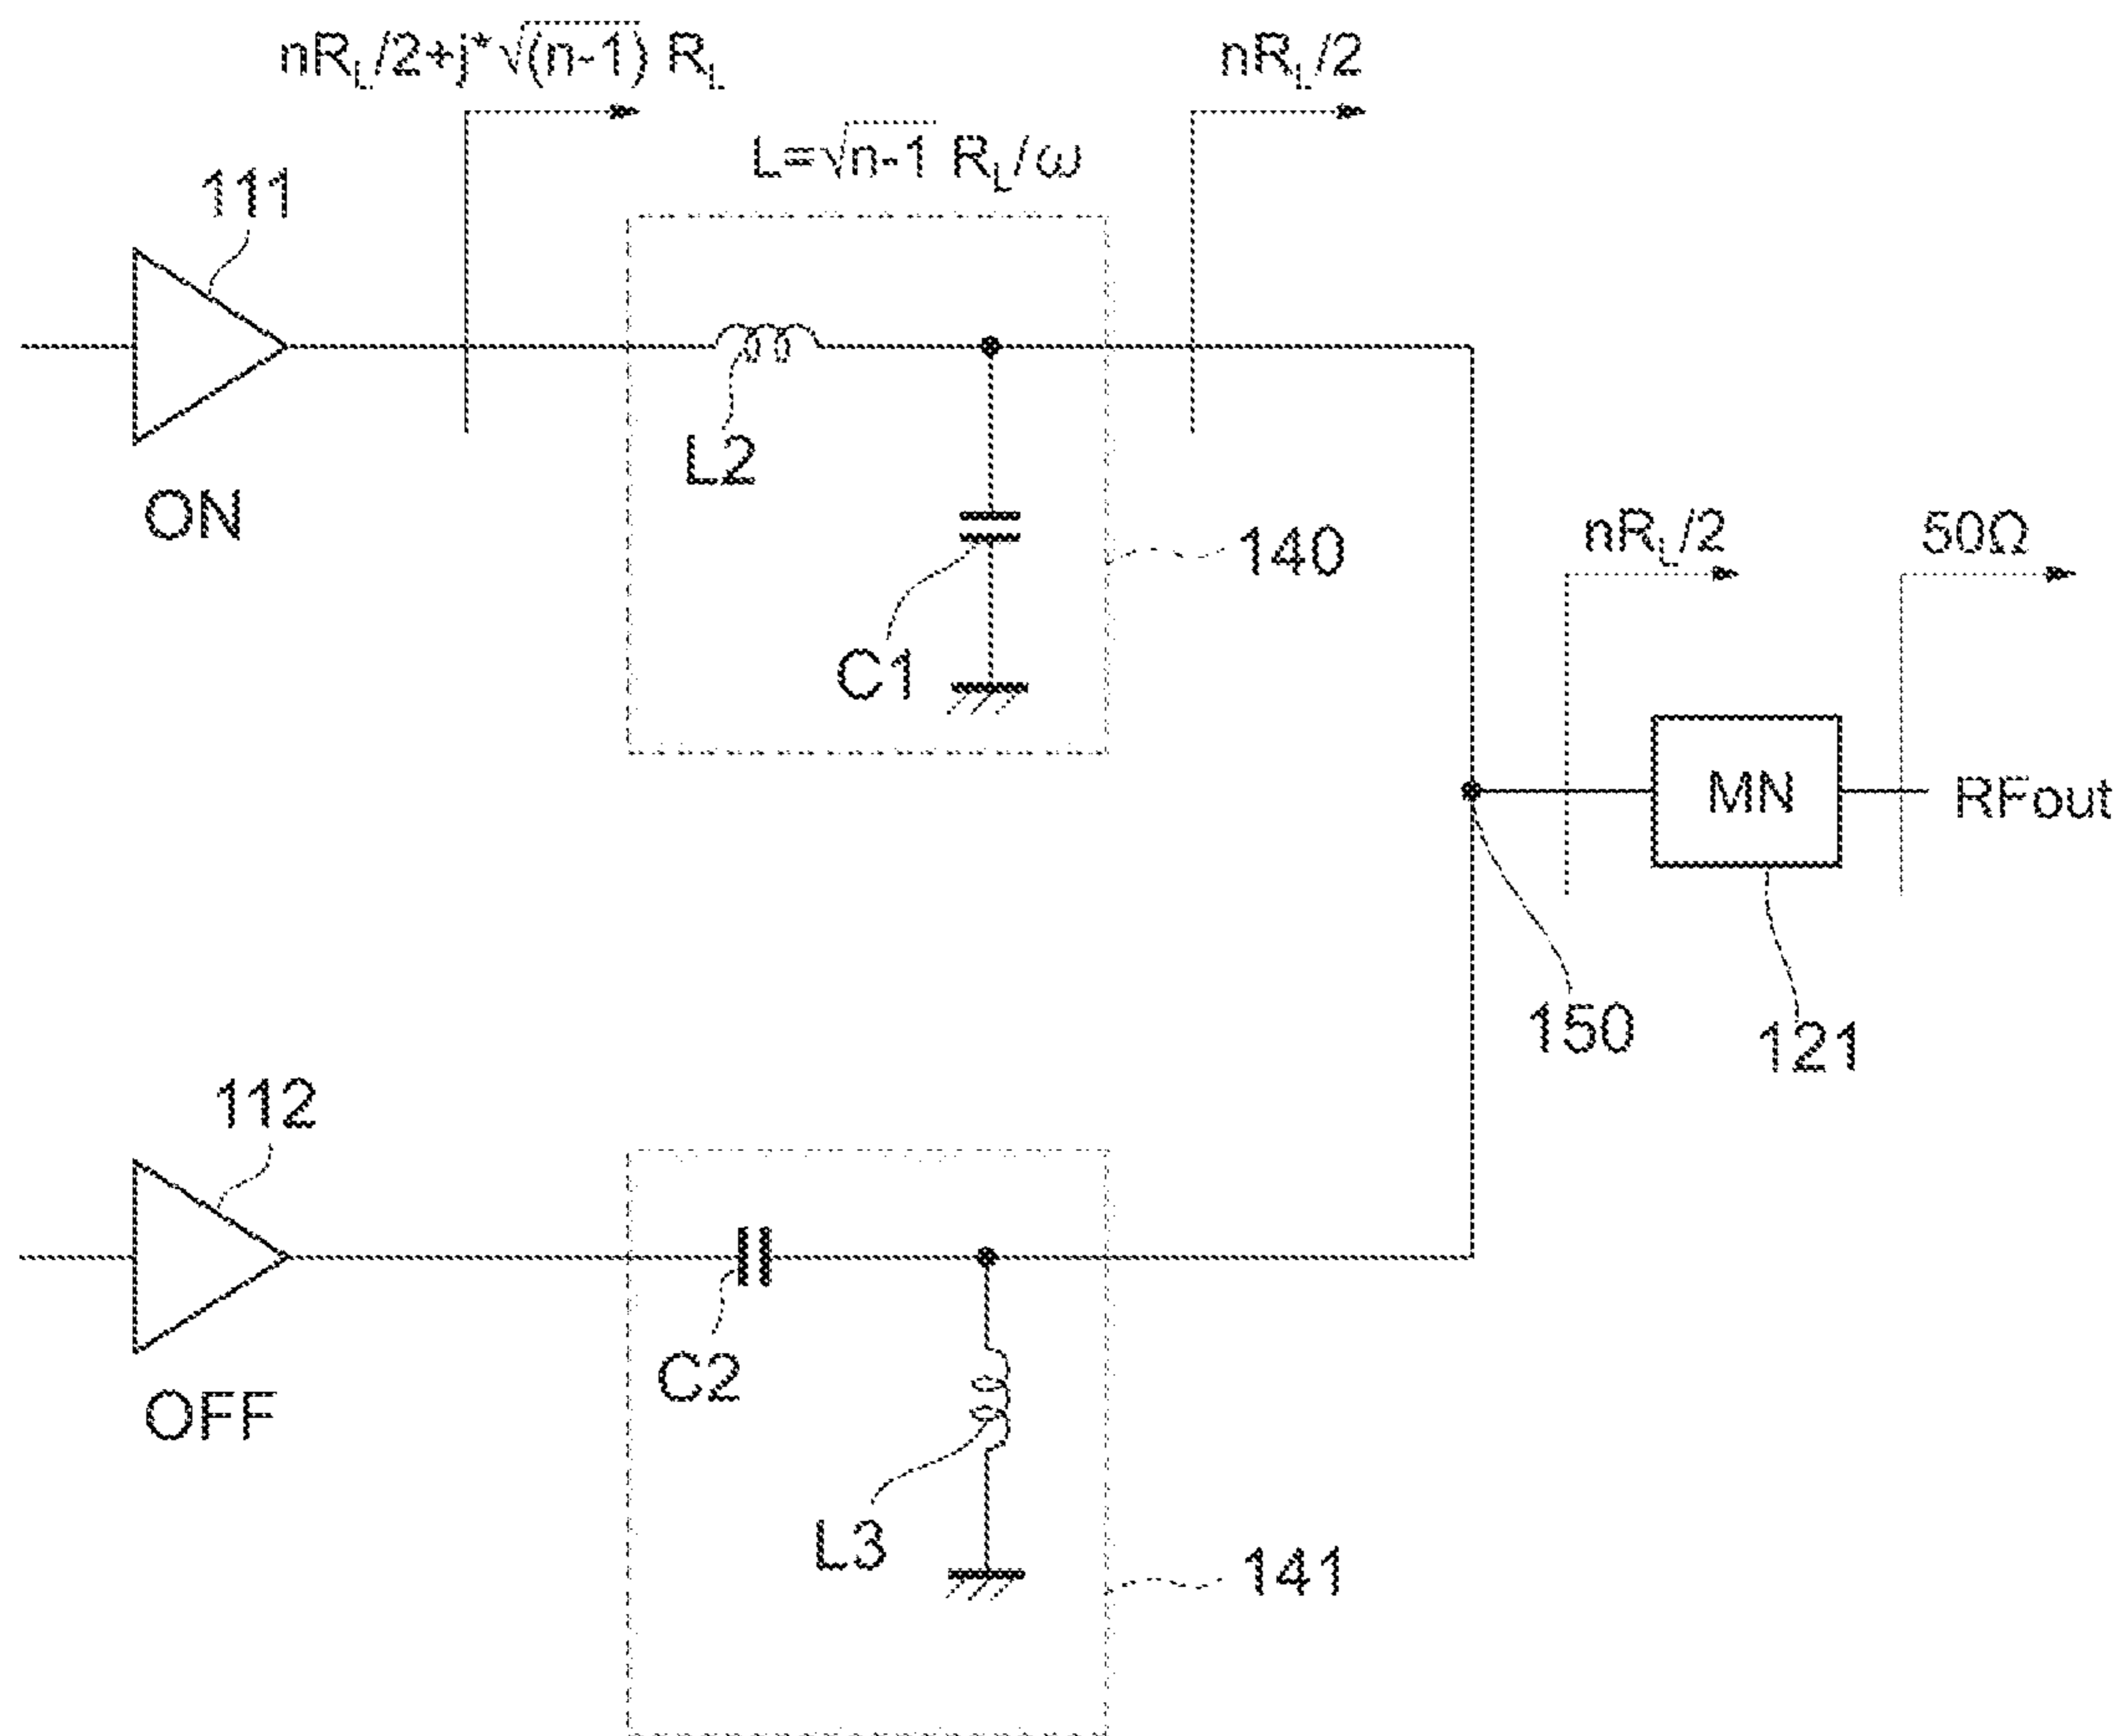 nR_L/2+j*√(n-1) R_L
nR_L/2
L=√n-1 R_L/ω
111
ON
L2
C1
140
nR_L/2
50Ω
MN
RFout
150
121
112
OFF
C2
L3
141